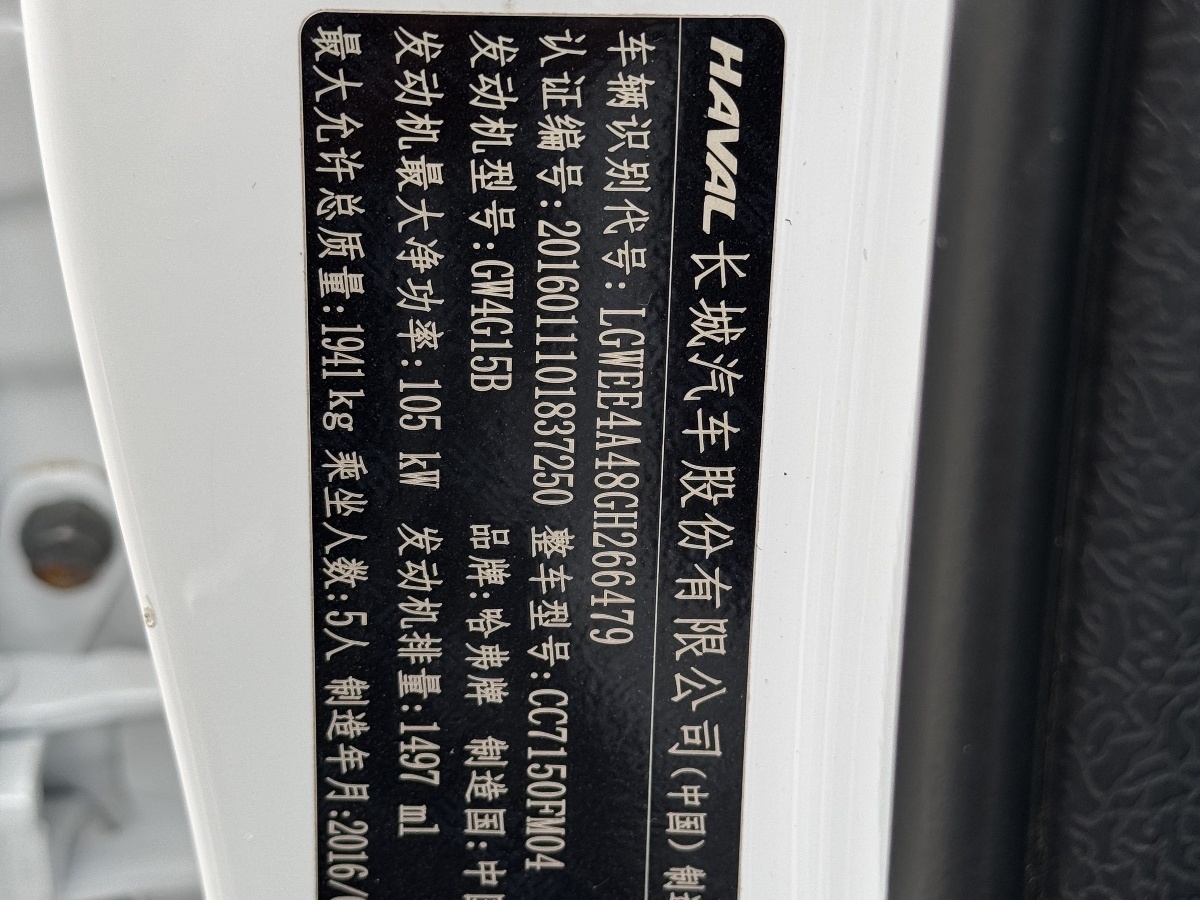 HAVAL 长城汽车股份有限公司(中国)制造
车辆识别代号:LGWEE4A48GH266479
认证编号:2016011101837250 整车型号:CC7150FM04
发动机型号:GW4G15B 品牌:哈弗牌 制造国:中国
发动机最大净功率:105 kW 发动机排量:1497 ml
最大允许总质量:1941kg 乘坐人数:5人 制造年月:2016/